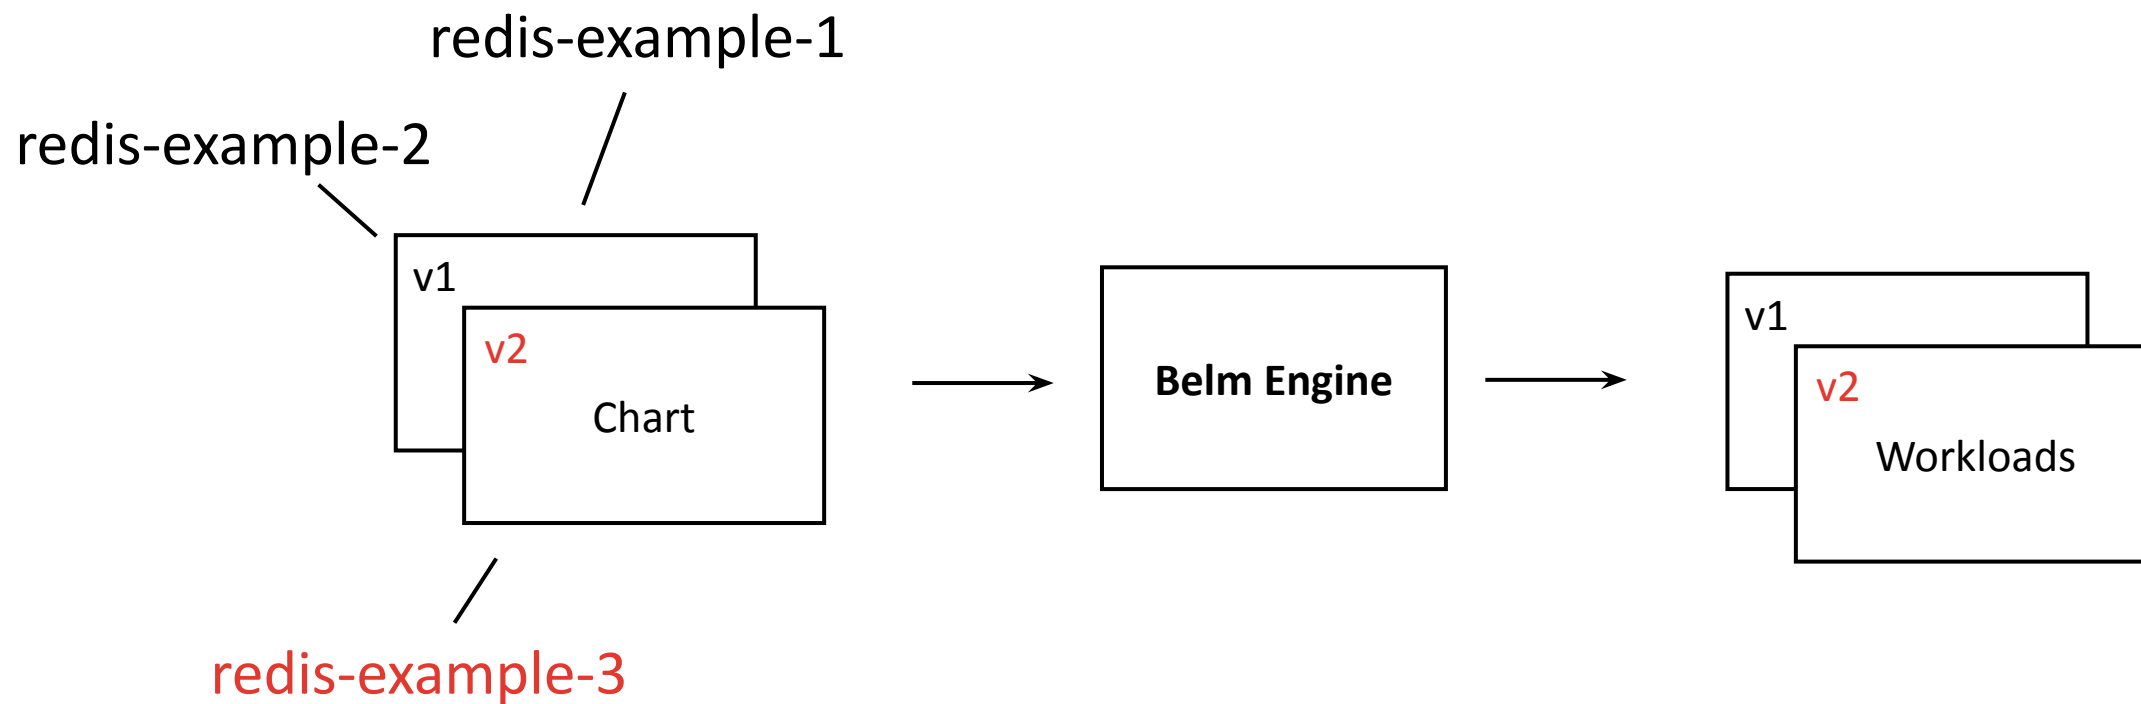 redis-example-1
redis-example-2
v1
v2
Chart
Belm Engine
v1
v2
Workloads
redis-example-3